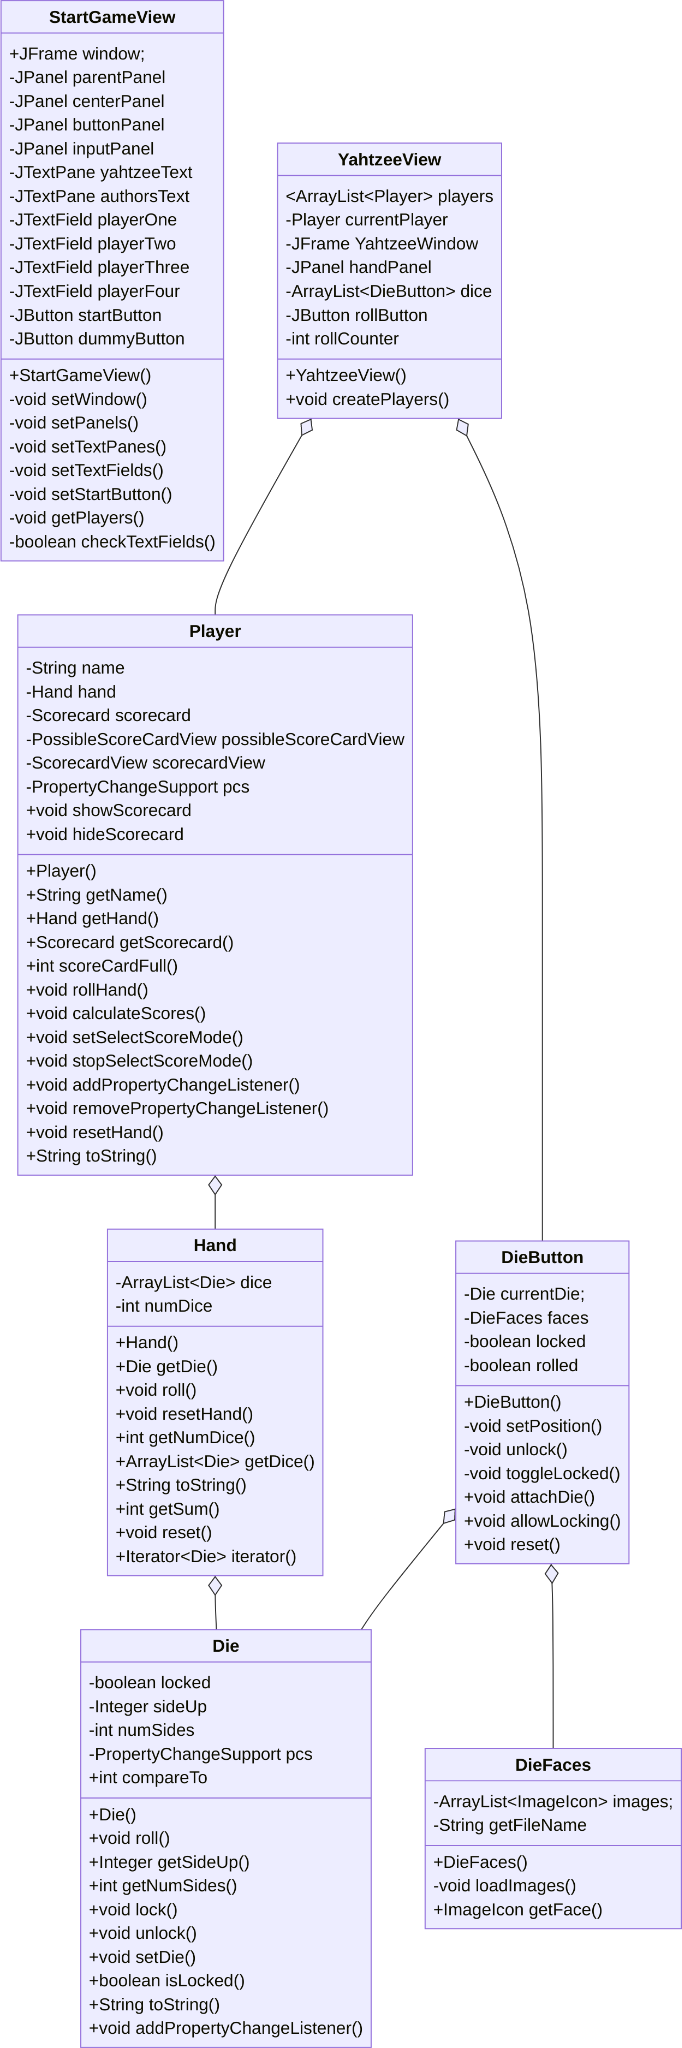 StartGameView
+JFrame window;
-JPanel parentPanel
-JPanel centerPanel
-JPanel buttonPanel
-JPanel inputPanel
-JTextPane yahtzeeText
-JTextPane authorsText
-JTextField playerOne
-JTextField playerTwo
-JTextField playerThree
-JTextField playerFour
-JButton startButton
-JButton dummyButton
+StartGameView()
-void setWindow()
-void setPanels()
-void setTextPanes()
-void setTextFields()
-void setStartButton()
-void getPlayers()
-boolean checkTextFields()
YahtzeeView
<ArrayList<Player> players
-Player currentPlayer
-JFrame YahtzeeWindow
-JPanel handPanel
-ArrayList<DieButton> dice
-JButton rollButton
-int rollCounter
+YahtzeeView()
+void createPlayers()
Player
-String name
-Hand hand
-Scorecard scorecard
-PossibleScoreCardView possibleScoreCardView
-ScorecardView scorecardView
-PropertyChangeSupport pcs
+void showScorecard
+void hideScorecard
+Player()
+String getName()
+Hand getHand()
+Scorecard getScorecard()
+int scoreCardFull()
+void rollHand()
+void calculateScores()
+void setSelectScoreMode()
+void stopSelectScoreMode()
+void addPropertyChangeListener()
+void removePropertyChangeListener()
+void resetHand()
+String toString()
Hand
-ArrayList<Die> dice
-int numDice
+Hand()
+Die getDie()
+void roll()
+void resetHand()
+int getNumDice()
+ArrayList<Die> getDice()
+String toString()
+int getSum()
+void reset()
+Iterator<Die> iterator()
DieButton
-Die currentDie;
-DieFaces faces
-boolean locked
-boolean rolled
+DieButton()
-void setPosition()
-void unlock()
-void toggleLocked()
+void attachDie()
+void allowLocking()
+void reset()
Die
-boolean locked
-Integer sideUp
-int numSides
-PropertyChangeSupport pcs
+int compareTo
+Die()
+void roll()
+Integer getSideUp()
+int getNumSides()
+void lock()
+void unlock()
+void setDie()
+boolean isLocked()
+String toString()
+void addPropertyChangeListener()
DieFaces
-ArrayList<ImageIcon> images;
-String getFileName
+DieFaces()
-void loadImages()
+ImageIcon getFace()